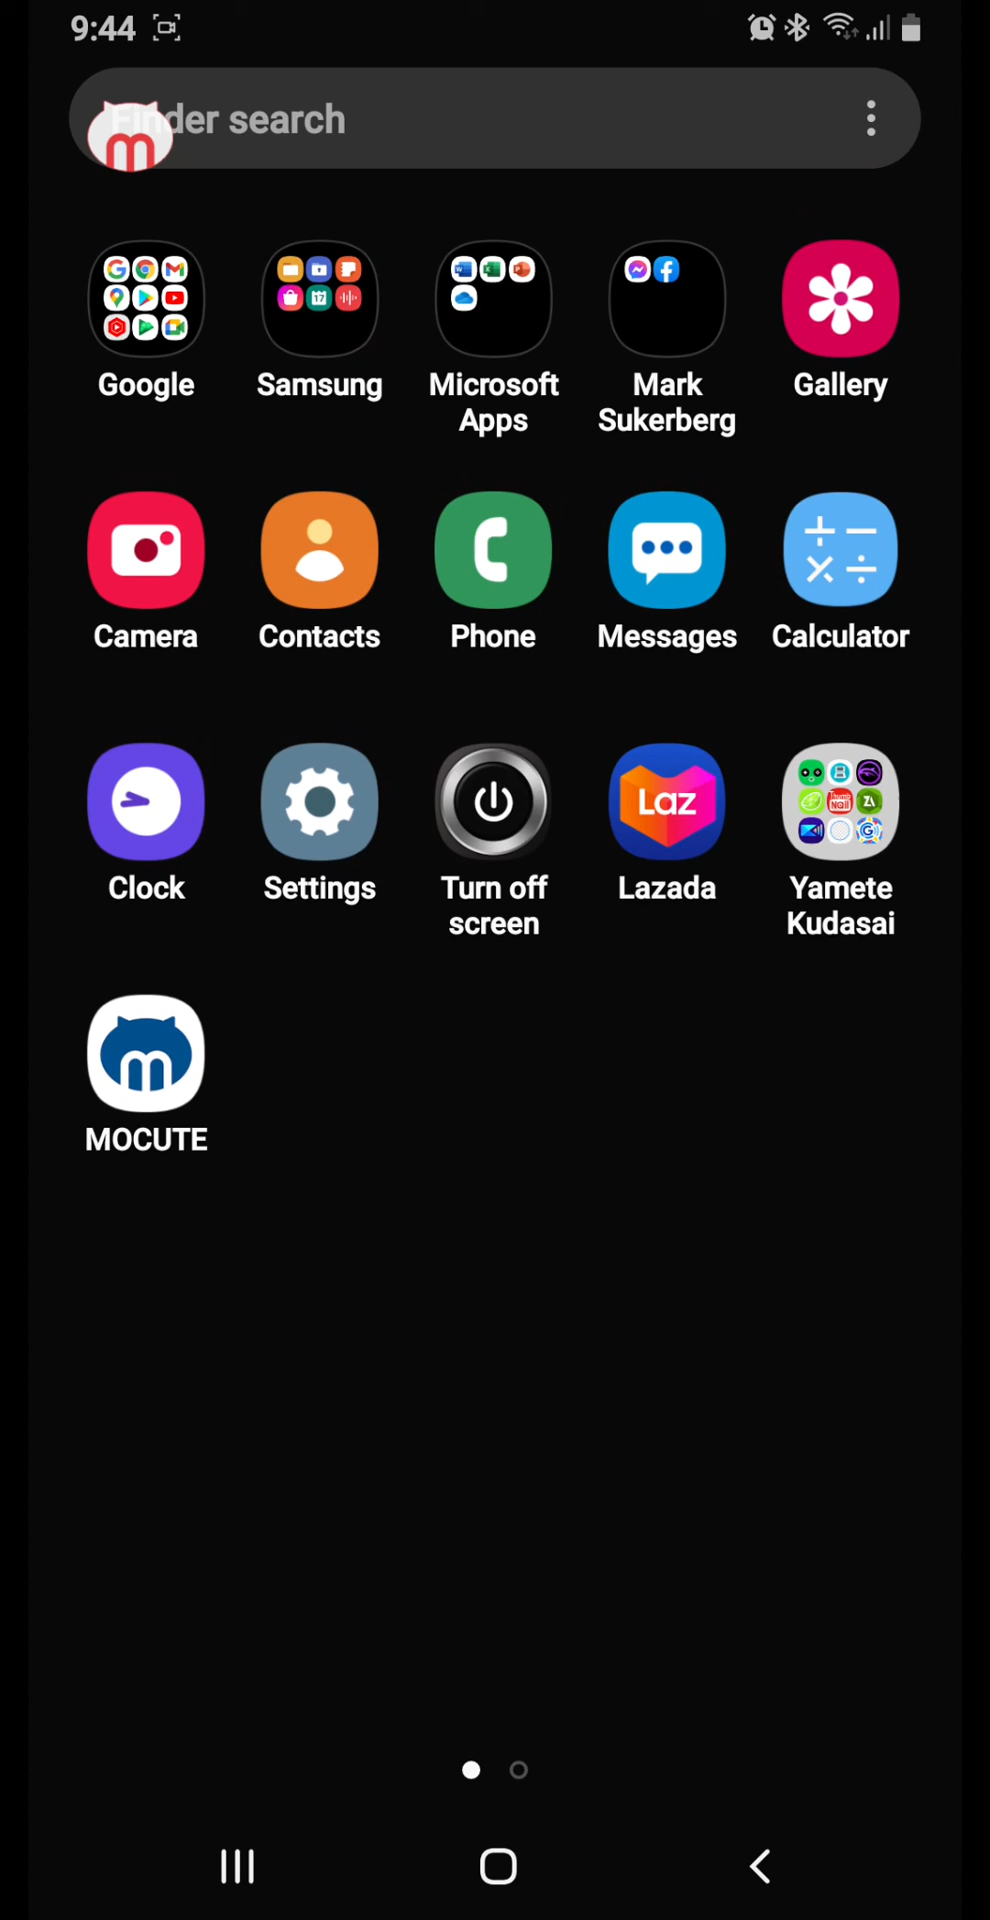 9:44
Finder search
Google
Samsung
Microsoft
Apps
Mark
Sukerberg
Gallery
Camera
Contacts
Phone
Messages
Calculator
Clock
Settings
Turn off
screen
Laz
Lazada
Yamete
Kudasai
m
MOCUTE